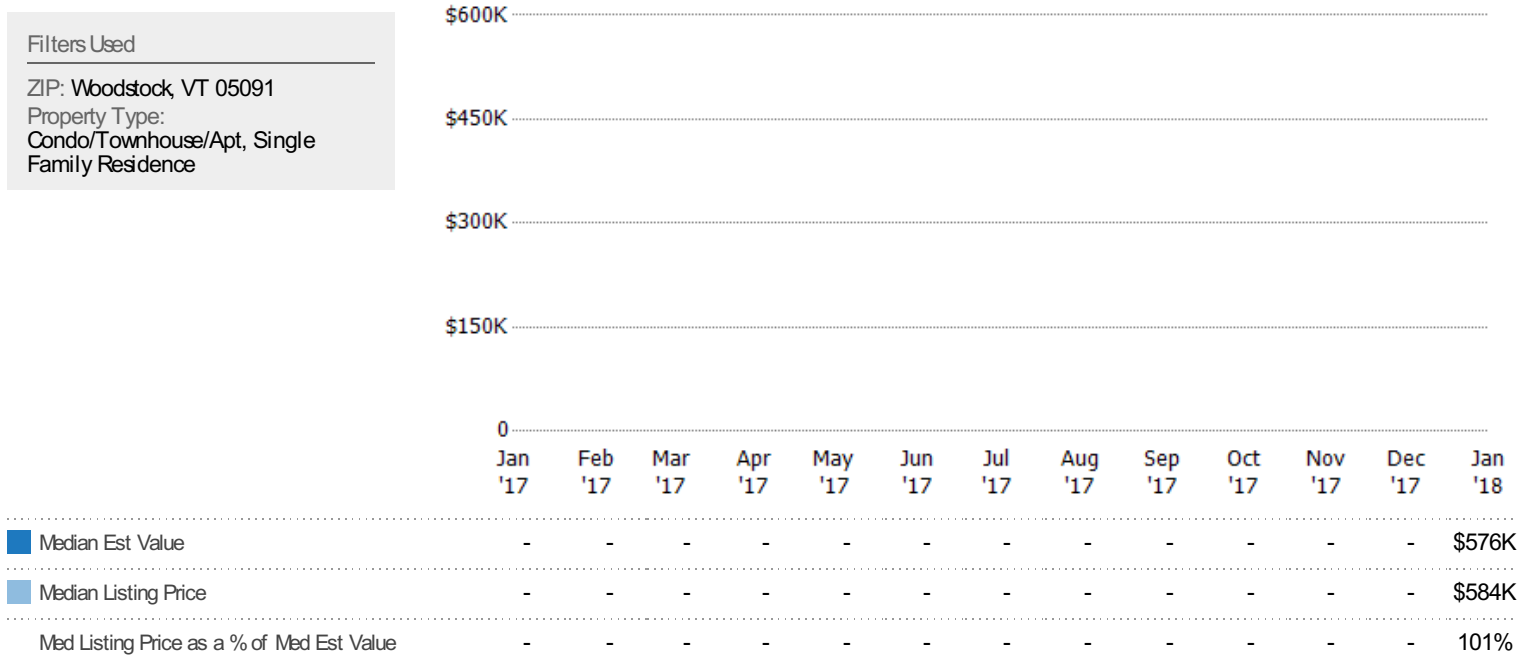 Filters Used
ZIP: Woodstock, VT 05091
Property Type:
Condo/Townhouse/Apt, Single
Family Residence
$600K
$450K
$300K
$150K
0
Jan Feb Mar Apr May Jun Jul Aug Sep Oct Nov Dec Jan
'17 '17 '17 '17 '17 '17 '17 '17 '17 '17 '17 '17 '18
Median Est Value - - - - - - - - - - - - $576K
Median Listing Price - - - - - - - - - - - - $584K
Med Listing Price as a % of Med Est Value - - - - - - - - - - - - 101%